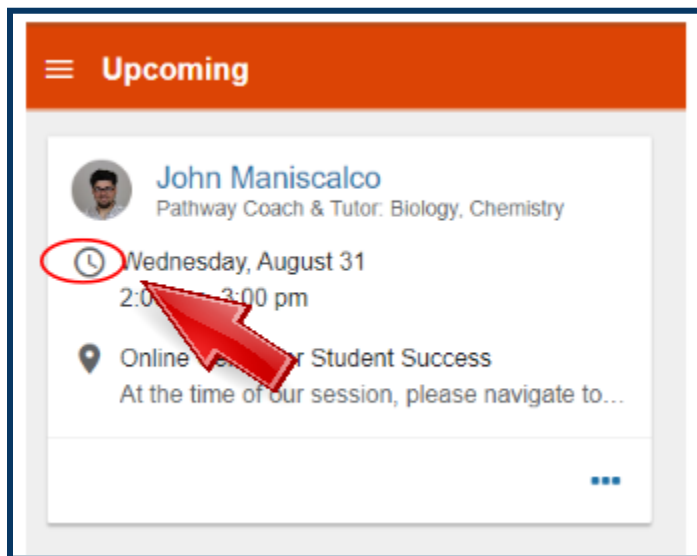 Upcoming
John Maniscalco
Pathway Coach & Tutor: Biology, Chemistry
Wednesday, August 31
3:00 pm
Online Student Success
At the time of our session, please navigate to...